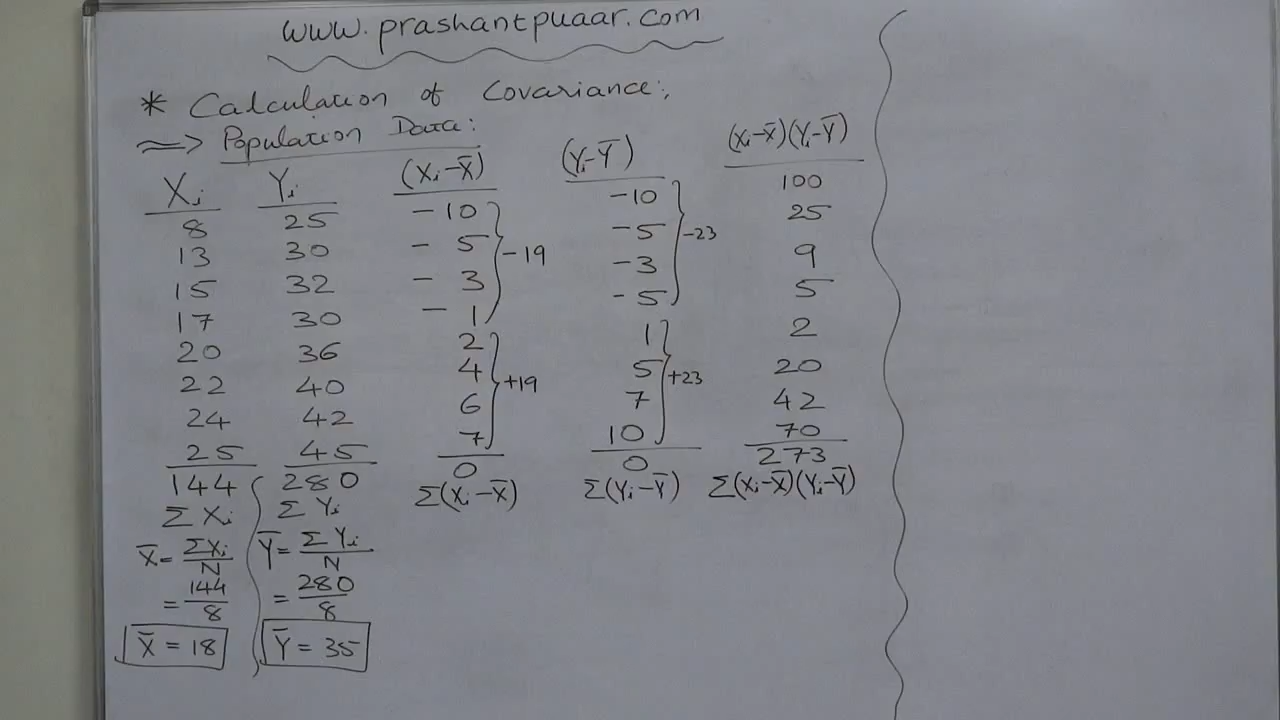 www.prashantpuaar.com
* Calculation of Covariance:,
⇒ Population Data:
Xi Yi (Xi-X̄) (Yi-Ȳ) (Xi-X̄)(Yi-Ȳ)
8 25 -10 -10 100
13 30 -5 -5 25
15 32 -3 -3 9
17 30 -1 -5 5
-19 -23
20 36 2 1 2
22 40 4 5 20
24 42 6 7 42
25 45 7 10 70
+19 +23
144 280 0 0 273
ΣXi ΣYi Σ(Xi-X̄) Σ(Yi-Ȳ) Σ(Xi-X̄)(Yi-Ȳ)
X̄ = ΣXi/N Ȳ = ΣYi/N
= 144/8 = 280/8
X̄ = 18 Ȳ = 35